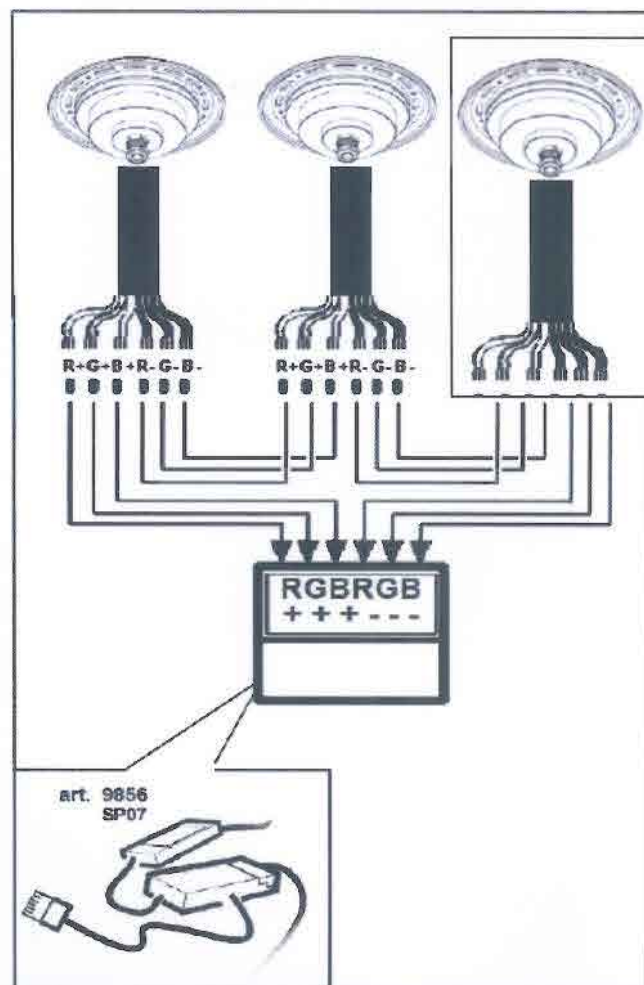 R+G+B+R-G-B-
R+G+B+R-G-B-
RGBRGB
+++---
art. 9856
SP07